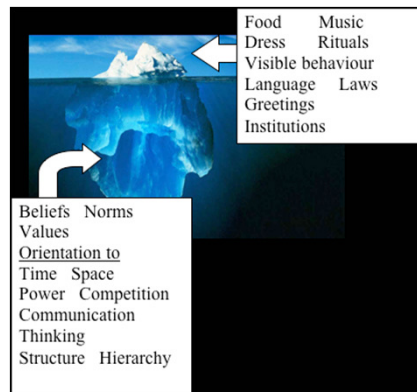 Food Music
Dress Rituals
Visible behaviour
Language Laws
Greetings
Institutions
Beliefs Norms
Values
Orientation to
Time Space
Power Competition
Communication
Thinking
Structure Hierarchy